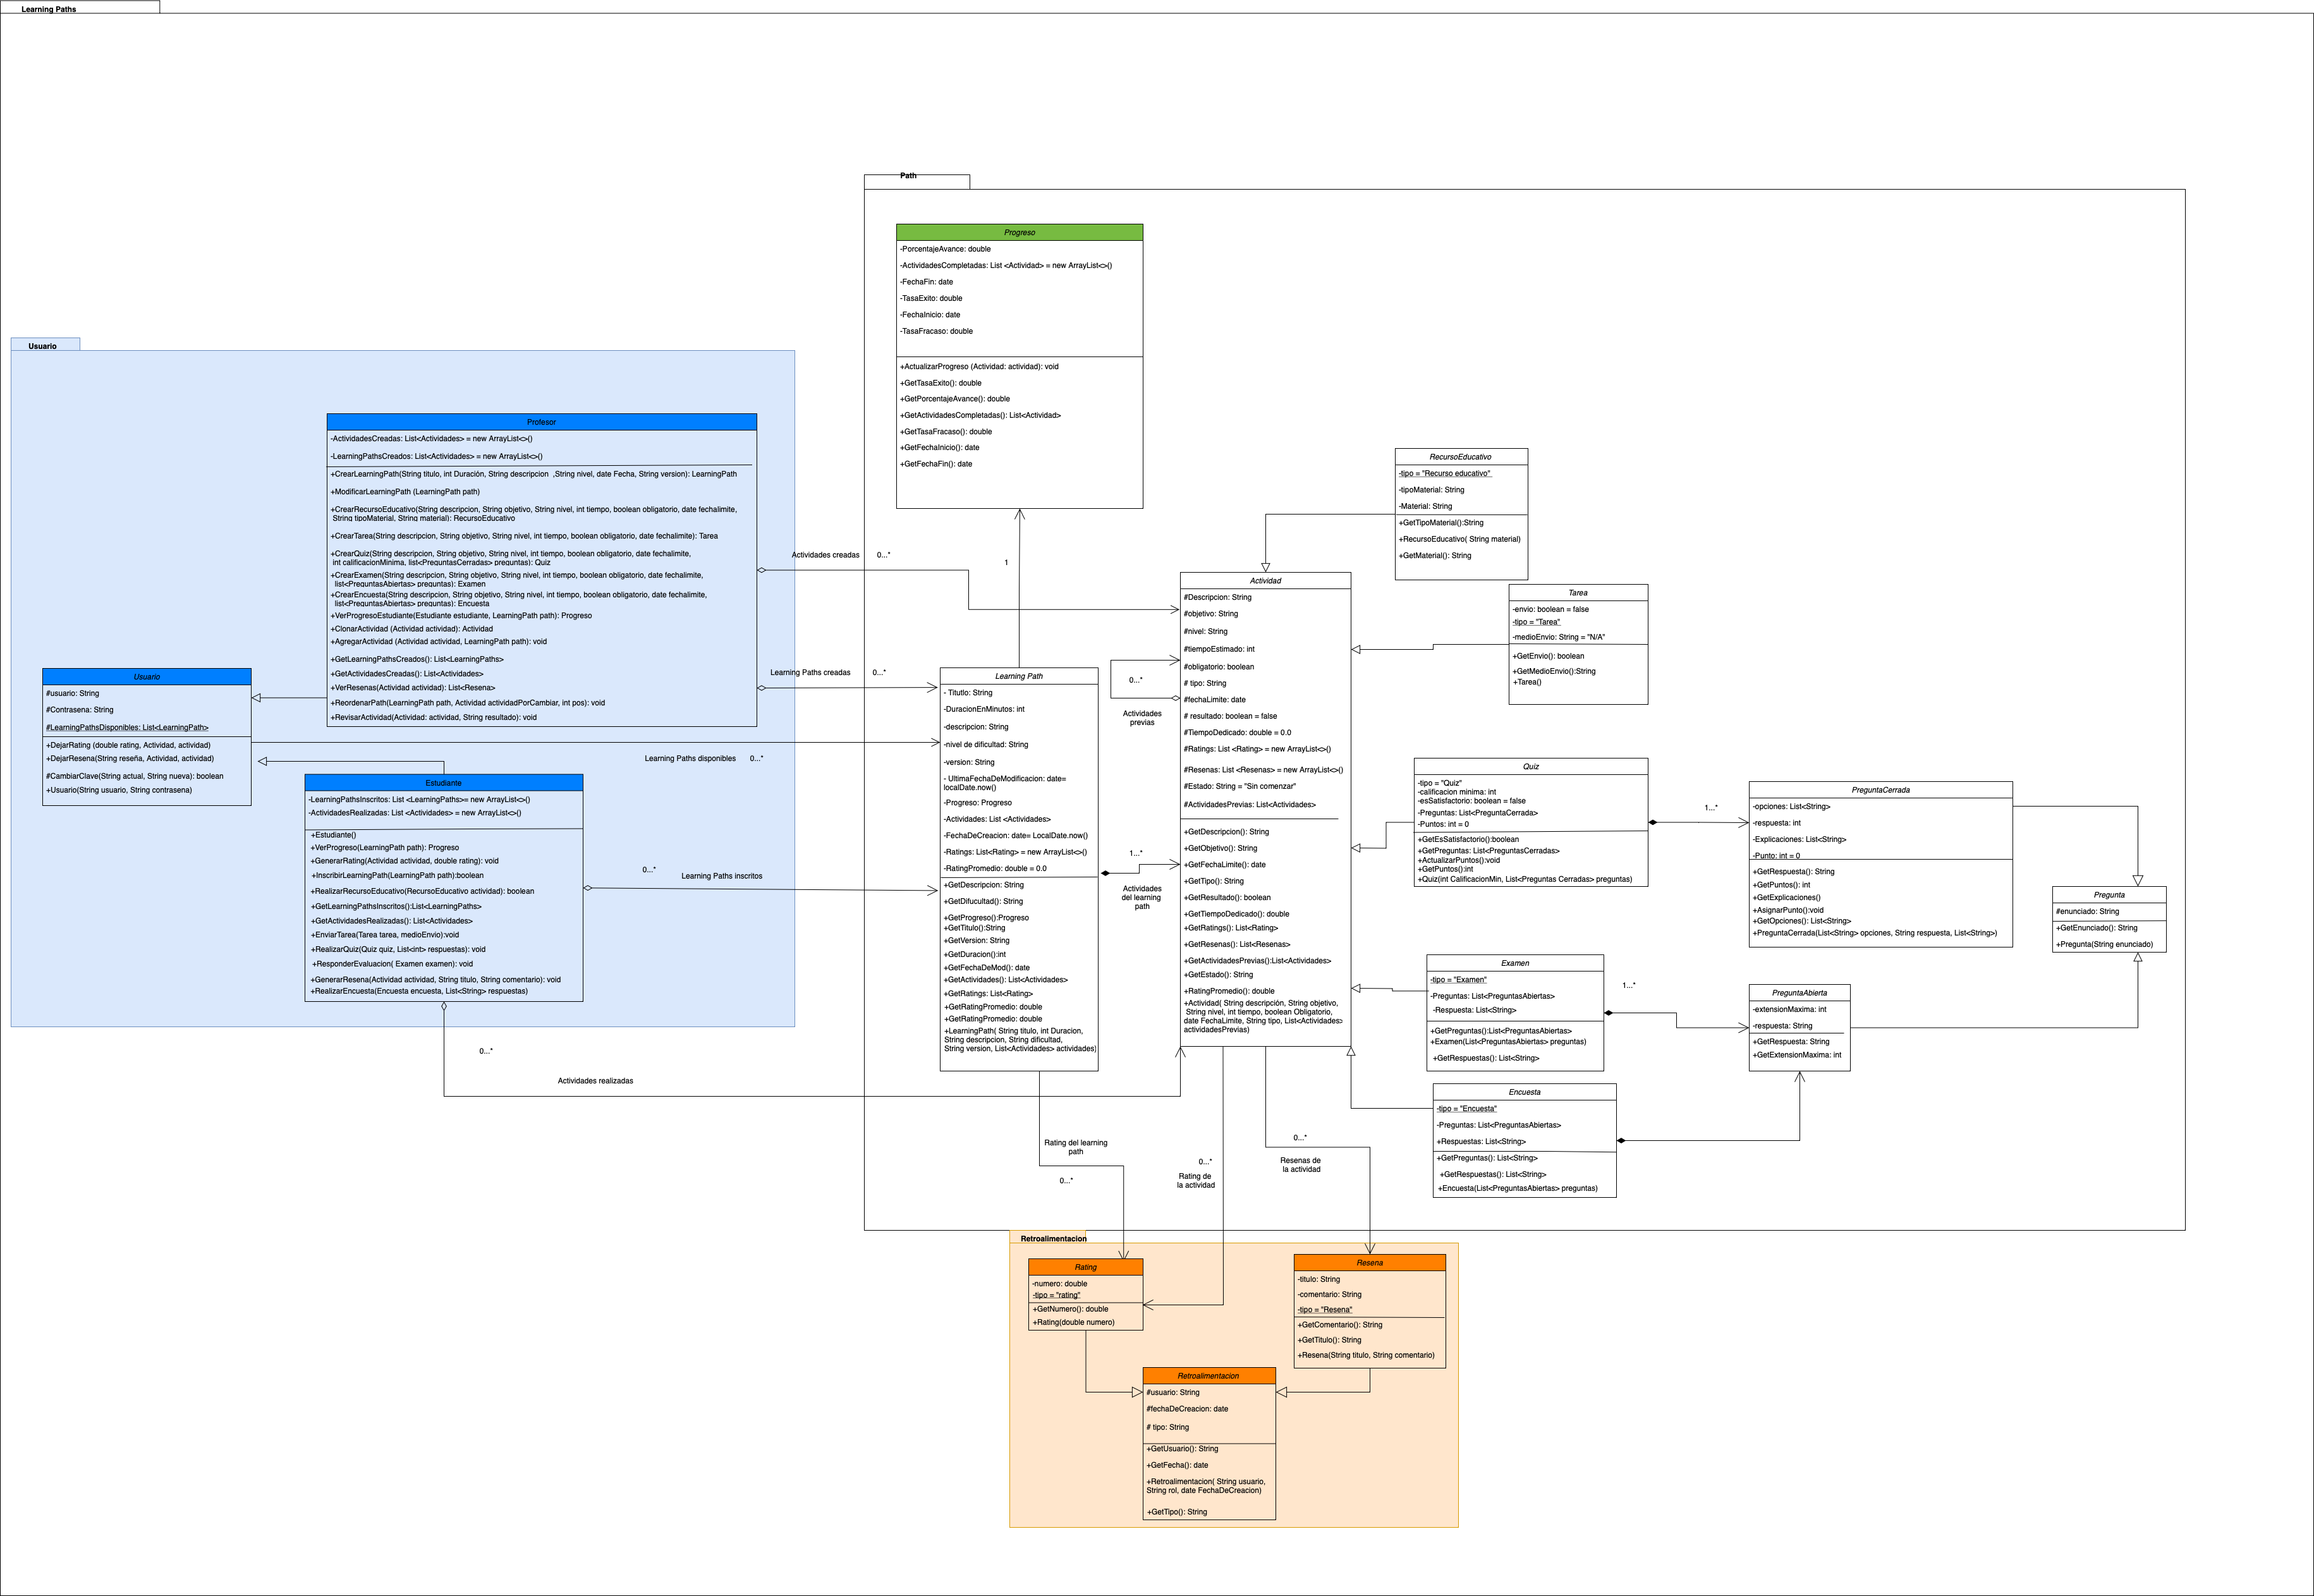 Learning Paths
Path
Progreso
-PorcentajeAvance: double
-ActividadesCompletadas: List <Actividad> = new ArrayList<>()
-FechaFin: date
-TasaExito: double
-FechaInicio: date
-TasaFracaso: double
+ActualizarProgreso (Actividad: actividad): void
+GetTasaExito(): double
+GetPorcentajeAvance(): double
+GetActividadesCompletadas(): List<Actividad>
+GetTasaFracaso(): double
+GetFechaInicio(): date
+GetFechaFin(): date
Usuario
Profesor
-ActividadesCreadas: List<Actividades> = new ArrayList<>()
-LearningPathsCreados: List<Actividades> = new ArrayList<>()
+CrearLearningPath(String titulo, int Duración, String descripcion ,String nivel, date Fecha, String version): LearningPath
+ModificarLearningPath (LearningPath path)
+CrearRecursoEducativo(String descripcion, String objetivo, String nivel, int tiempo, boolean obligatorio, date fechalimite,
String tipoMaterial, String material): RecursoEducativo
+CrearTarea(String descripcion, String objetivo, String nivel, int tiempo, boolean obligatorio, date fechalimite): Tarea
+CrearQuiz(String descripcion, String objetivo, String nivel, int tiempo, boolean obligatorio, date fechalimite,
int calificacionMínima, list<PreguntasCerradas> preguntas): Quiz
+CrearExamen(String descripcion, String objetivo, String nivel, int tiempo, boolean obligatorio, date fechalimite,
list<PreguntasAbiertas> preguntas): Examen
+CrearEncuesta(String descripcion, String objetivo, String nivel, int tiempo, boolean obligatorio, date fechalimite,
list<PreguntasAbiertas> preguntas): Encuesta
+VerProgresoEstudiante(Estudiante estudiante, LearningPath path): Progreso
+ClonarActividad (Actividad actividad): Actividad
+AgregarActividad (Actividad actividad, LearningPath path): void
+GetLearningPathsCreados(): List<LearningPaths>
+GetActividadesCreadas(): List<Actividades>
+VerResenas(Actividad actividad): List<Resena>
+ReordenarPath(LearningPath path, Actividad actividadPorCambiar, int pos): void
+RevisarActividad(Actividad: actividad, String resultado): void
Usuario
#usuario: String
#Contrasena: String
#LearningPathsDisponibles: List<LearningPath>
+DejarRating (double rating, Actividad, actividad)
+DejarResena(String reseña, Actividad, actividad)
#CambiarClave(String actual, String nueva): boolean
+Usuario(String usuario, String contrasena)
Estudiante
-LearningPathsInscritos: List <LearningPaths>= new ArrayList<>()
-ActividadesRealizadas: List <Actividades> = new ArrayList<>()
+Estudiante()
+VerProgreso(LearningPath path): Progreso
+GenerarRating(Actividad actividad, double rating): void
+InscribirLearningPath(LearningPath path):boolean
+RealizarRecursoEducativo(RecursoEducativo actividad): boolean
+GetLearningPathsInscritos():List<LearningPaths>
+GetActividadesRealizadas(): List<Actividades>
+EnviarTarea(Tarea tarea, medioEnvio):void
+RealizarQuiz(Quiz quiz, List<int> respuestas): void
+ResponderEvaluacion( Examen examen): void
+GenerarResena(Actividad actividad, String titulo, String comentario): void
+RealizarEncuesta(Encuesta encuesta, List<String> respuestas)
Actividades creadas
0...*
Learning Paths creadas
0...*
Learning Paths disponibles
0...*
0...*
Learning Paths inscritos
0...*
Actividades realizadas
1
Learning Path
- Titutlo: String
-DuracionEnMinutos: int
-descripcion: String
-nivel de dificultad: String
-version: String
- UltimaFechaDeModificacion: date=
localDate.now()
-Progreso: Progreso
-Actividades: List <Actividades>
-FechaDeCreacion: date= LocalDate.now()
-Ratings: List<Rating> = new ArrayList<>()
-RatingPromedio: double = 0.0
+GetDescripcion: String
+GetDifucultad(): String
+GetProgreso():Progreso
+GetTitulo():String
+GetVersion: String
+GetDuracion():int
+GetFechaDeMod(): date
+GetActividades(): List<Actividades>
+GetRatings: List<Rating>
+GetRatingPromedio: double
+GetRatingPromedio: double
+LearningPath( String titulo, int Duracion,
String descripcion, String dificultad,
String version, List<Actividades> actividades)
0...*
Actividades
previas
1...*
Actividades
del learning
path
Actividad
#Descripcion: String
#objetivo: String
#nivel: String
#tiempoEstimado: int
#obligatorio: boolean
# tipo: String
#fechaLimite: date
# resultado: boolean = false
#TiempoDedicado: double = 0.0
#Ratings: List <Rating> = new ArrayList<>()
#Resenas: List <Resenas> = new ArrayList<>()
#Estado: String = "Sin comenzar"
#ActividadesPrevias: List<Actividades>
+GetDescripcion(): String
+GetObjetivo(): String
+GetFechaLimite(): date
+GetTipo(): String
+GetResultado(): boolean
+GetTiempoDedicado(): double
+GetRatings(): List<Rating>
+GetResenas(): List<Resenas>
+GetActividadesPrevias():List<Actividades>
+GetEstado(): String
+RatingPromedio(): double
+Actividad( String descripción, String objetivo,
String nivel, int tiempo, boolean Obligatorio,
date FechaLimite, String tipo, List<Actividades>
actividadesPrevias)
RecursoEducativo
-tipo = "Recurso educativo"
-tipoMaterial: String
-Material: String
+GetTipoMaterial():String
+RecursoEducativo( String material)
+GetMaterial(): String
Tarea
-envio: boolean = false
-tipo = "Tarea"
-medioEnvio: String = "N/A"
+GetEnvio(): boolean
+GetMedioEnvio():String
+Tarea()
Quiz
-tipo = "Quiz"
-calificacion minima: int
-esSatisfactorio: boolean = false
-Preguntas: List<PreguntaCerrada>
-Puntos: int = 0
+GetEsSatisfactorio():boolean
+GetPreguntas: List<PreguntasCerradas>
+ActualizarPuntos():void
+GetPuntos():int
+Quiz(int CalificacionMin, List<Preguntas Cerradas> preguntas)
1...*
PreguntaCerrada
-opciones: List<String>
-respuesta: int
-Explicaciones: List<String>
-Punto: int = 0
+GetRespuesta(): String
+GetPuntos(): int
+GetExplicaciones()
+AsignarPunto():void
+GetOpciones(): List<String>
+PreguntaCerrada(List<String> opciones, String respuesta, List<String>)
Pregunta
#enunciado: String
+GetEnunciado(): String
+Pregunta(String enunciado)
Examen
-tipo = "Examen"
-Preguntas: List<PreguntasAbiertas>
-Respuesta: List<String>
+GetPreguntas():List<PreguntasAbiertas>
+Examen(List<PreguntasAbiertas> preguntas)
+GetRespuestas(): List<String>
1...*
PreguntaAbierta
-extensionMaxima: int
-respuesta: String
+GetRespuesta: String
+GetExtensionMaxima: int
Encuesta
-tipo = "Encuesta"
-Preguntas: List<PreguntasAbiertas>
+Respuestas: List<String>
+GetPreguntas(): List<String>
+GetRespuestas(): List<String>
+Encuesta(List<PreguntasAbiertas> preguntas)
Rating del learning
path
0...*
0...*
Rating de
la actividad
0...*
Resenas de
la actividad
Retroalimentacion
Rating
-numero: double
-tipo = "rating"
+GetNumero(): double
+Rating(double numero)
Resena
-titulo: String
-comentario: String
-tipo = "Resena"
+GetComentario(): String
+GetTitulo(): String
+Resena(String titulo, String comentario)
Retroalimentacion
#usuario: String
#fechaDeCreacion: date
# tipo: String
+GetUsuario(): String
+GetFecha(): date
+Retroalimentacion( String usuario,
String rol, date FechaDeCreacion)
+GetTipo(): String